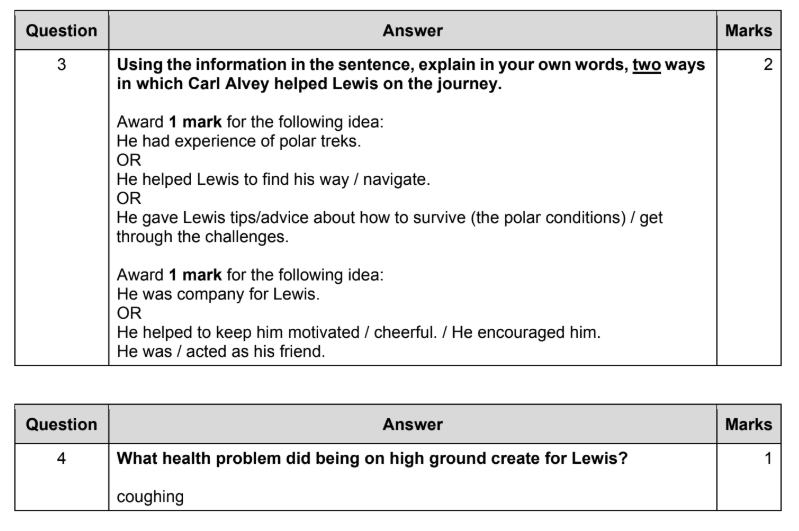 Question Answer Marks
3 Using the information in the sentence, explain in your own words, two ways 2
in which Carl Alvey helped Lewis on the journey.
Award 1 mark for the following idea:
He had experience of polar treks.
OR
He helped Lewis to find his way / navigate.
OR
He gave Lewis tips/advice about how to survive (the polar conditions) / get
through the challenges.
Award 1 mark for the following idea:
He was company for Lewis.
OR
He helped to keep him motivated / cheerful. / He encouraged him.
He was / acted as his friend.
Question Answer Marks
4 What health problem did being on high ground create for Lewis? 1
coughing